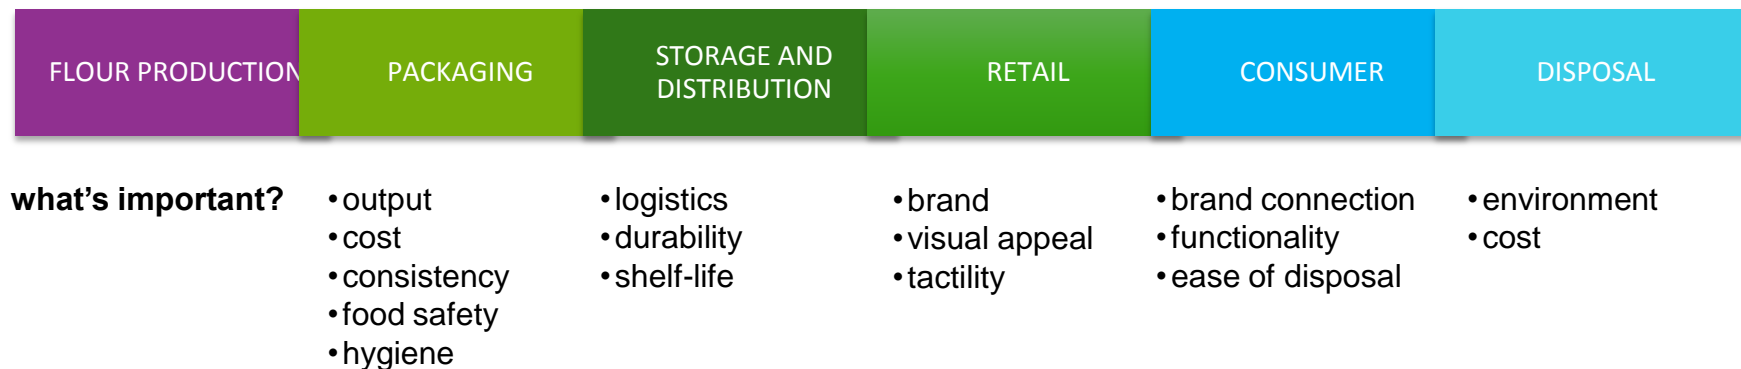 FLOUR PRODUCTION
PACKAGING
STORAGE AND
DISTRIBUTION
RETAIL
CONSUMER
DISPOSAL
what’s important?
•output
•cost
•consistency
•food safety
•hygiene
•logistics
•durability
•shelf-life
•brand
•visual appeal
•tactility
•brand connection
•functionality
•ease of disposal
•environment
•cost